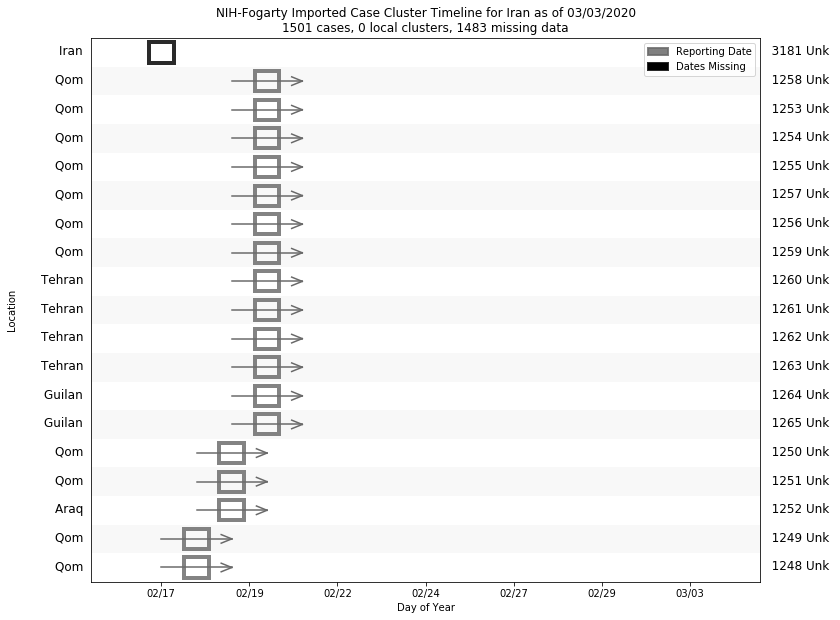 NIH-Fogarty Imported Case Cluster Timeline for Iran as of 03/03/2020
1501 cases, 0 local clusters, 1483 missing data
Reporting Date
Dates Missing
Iran 3181 Unk
Qom 1258 Unk
Qom 1253 Unk
Qom 1254 Unk
Qom 1255 Unk
Qom 1257 Unk
Qom 1256 Unk
Qom 1259 Unk
Tehran 1260 Unk
Tehran 1261 Unk
Tehran 1262 Unk
Tehran 1263 Unk
Guilan 1264 Unk
Guilan 1265 Unk
Qom 1250 Unk
Qom 1251 Unk
Araq 1252 Unk
Qom 1249 Unk
Qom 1248 Unk
Location
02/17 02/19 02/22 02/24 02/27 02/29 03/03
Day of Year